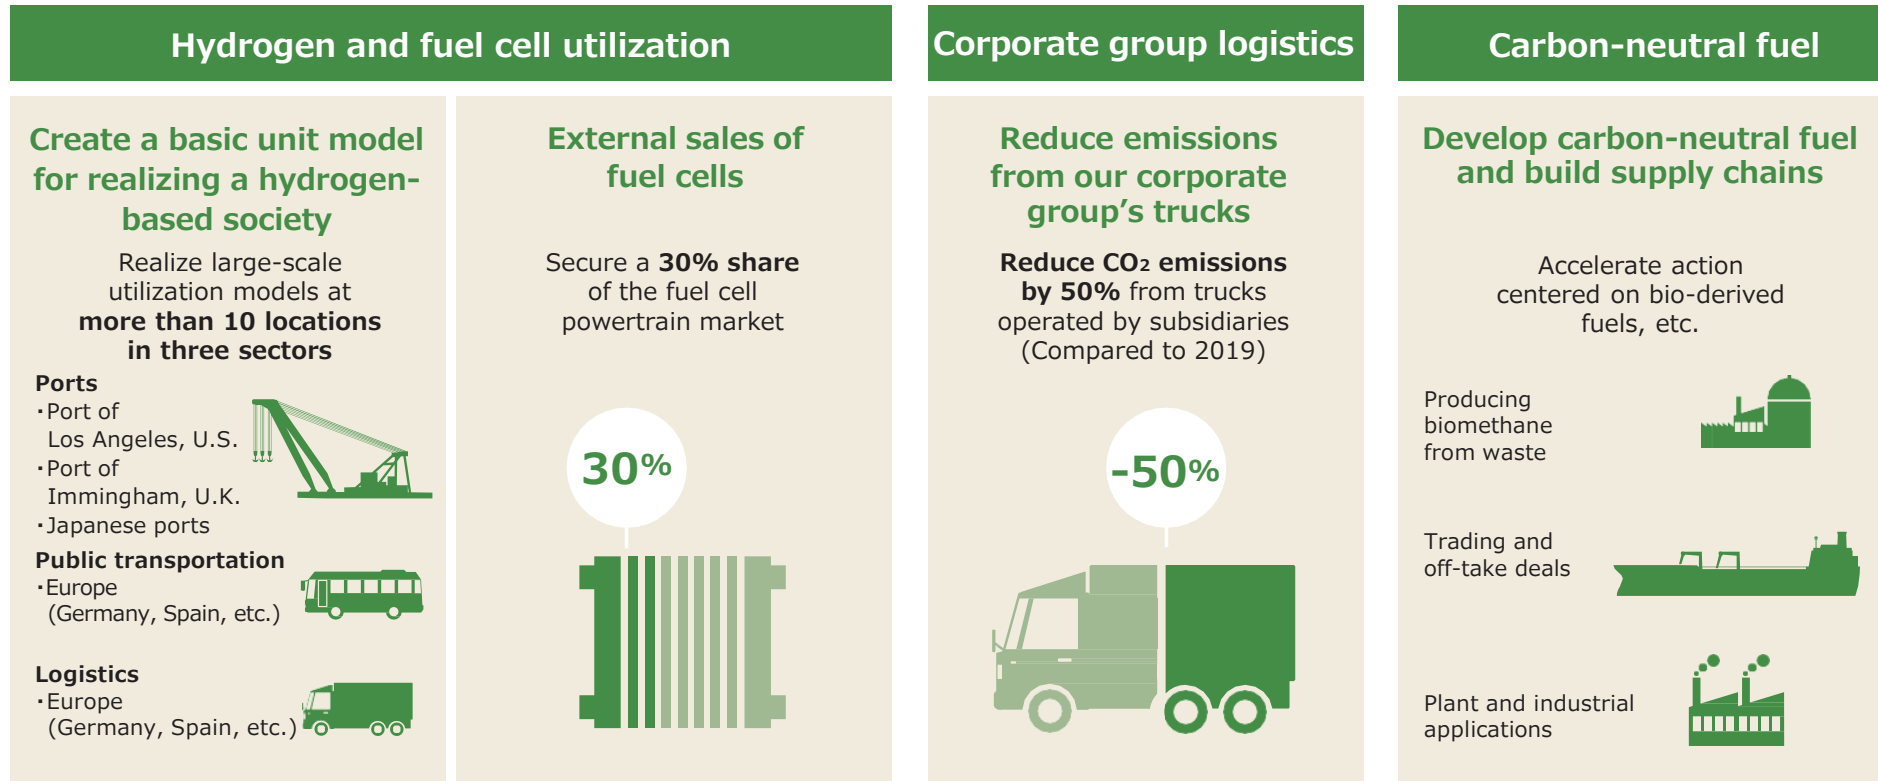 Hydrogen and fuel cell utilization
Create a basic unit model
for realizing a hydrogen-
based society
Realize large-scale
utilization models at
more than 10 locations
in three sectors
Ports
・Port of
Los Angeles, U.S.
・Port of
Immingham, U.K.
・Japanese ports
Public transportation
・Europe
(Germany, Spain, etc.)
Logistics
・Europe
(Germany, Spain, etc.)
External sales of
fuel cells
Secure a 30% share
of the fuel cell
powertrain market
30%
Corporate group logistics
Reduce emissions
from our corporate
group’s trucks
Reduce CO₂ emissions
by 50% from trucks
operated by subsidiaries
(Compared to 2019)
-50%
Carbon-neutral fuel
Develop carbon-neutral fuel
and build supply chains
Accelerate action
centered on bio-derived
fuels, etc.
Producing
biomethane
from waste
Trading and
off-take deals
Plant and industrial
applications